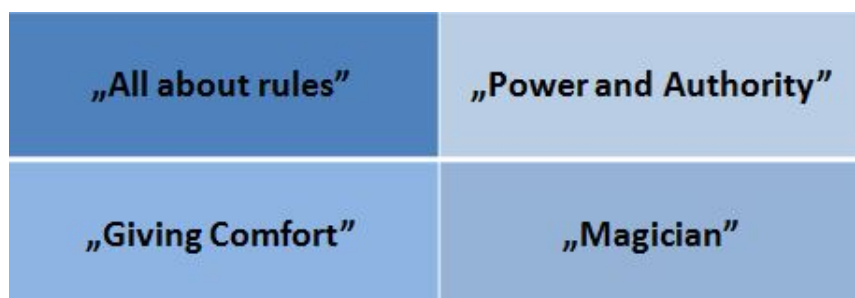 „All about rules”
„Power and Authority”
„Giving Comfort”
„Magician”